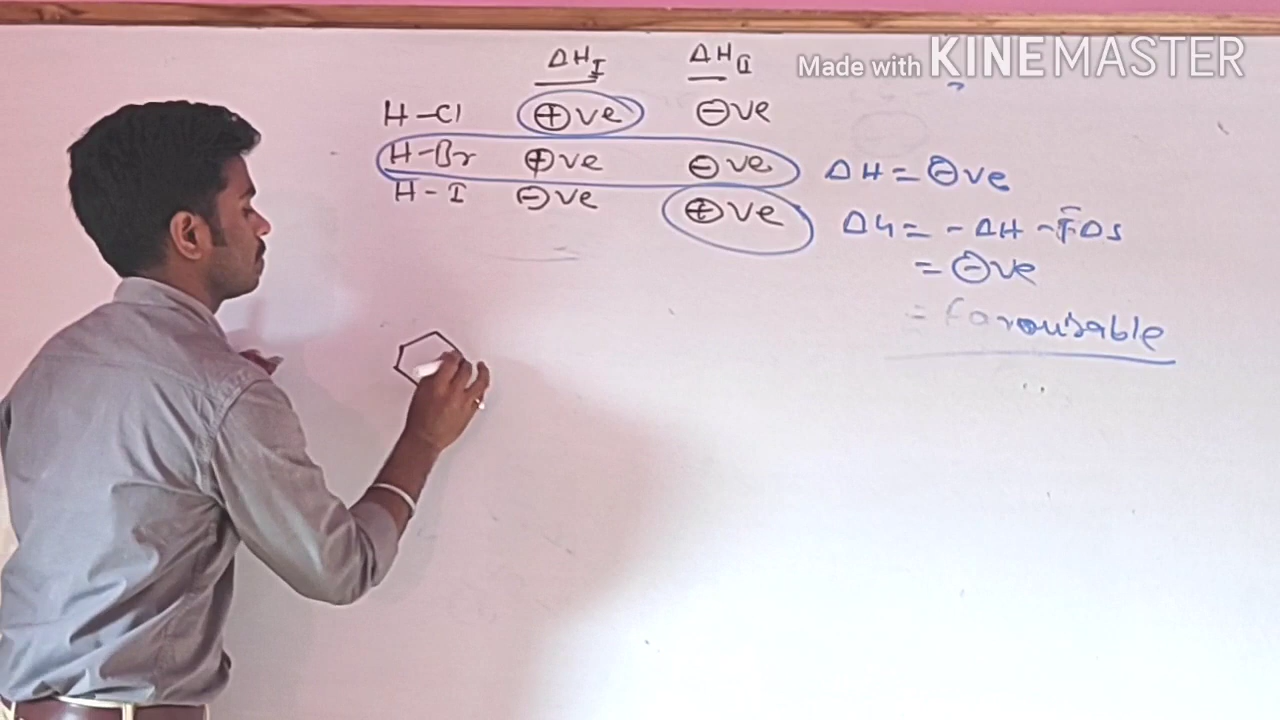 Made with KINEMASTER
ΔH_I ΔH_a
H-Cl ⊕ve ⊖ve
H-Br ⊕ve ⊖ve ΔH = ⊖ve
H-I ⊖ve ⊕ve
ΔG = -ΔH - TΔS
= ⊖ve
= favourable